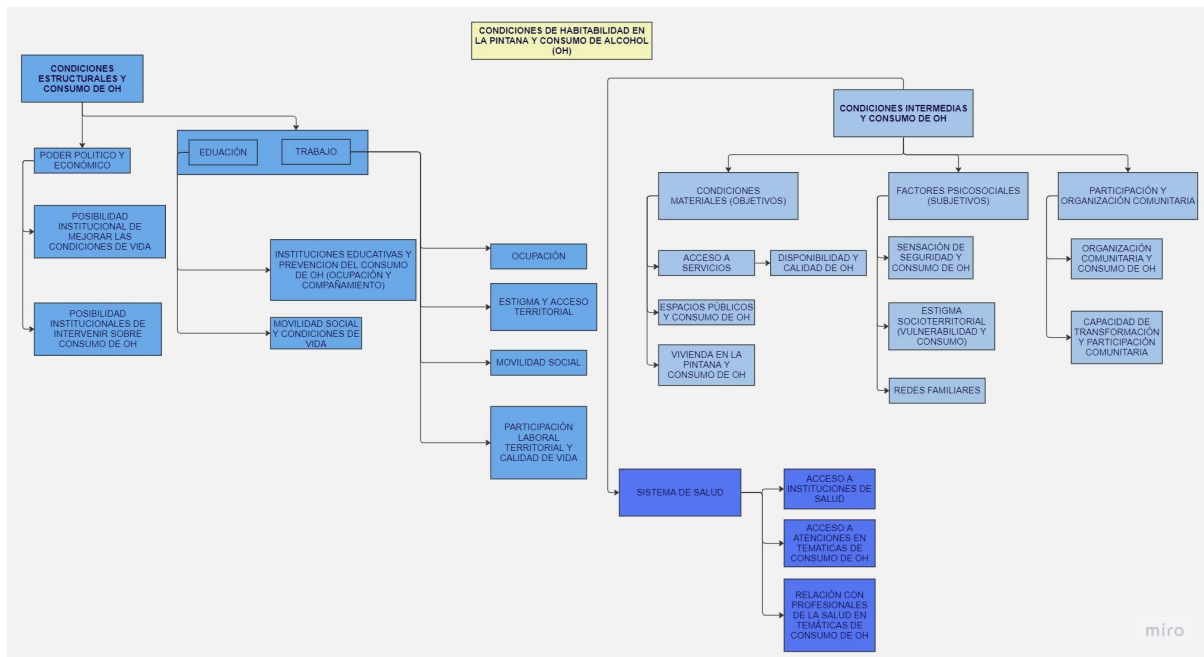 CONDICIONES DE HABITABILIDAD EN
LA PINTANA Y CONSUMO DE ALCOHOL
(OH)
CONDICIONES
ESTRUCTURALES Y
CONSUMO DE OH
PODER POLITICO Y
ECONÓMICO
POSIBILIDAD
INSTITUCIONAL DE
MEJORAR LAS
CONDICIONES DE VIDA
POSIBILIDAD
INSTITUCIONALES DE
INTERVENIR SOBRE
CONSUMO DE OH
EDUACIÓN
TRABAJO
INSTITUCIONES EDUCATIVAS Y
PREVENCION DEL CONSUMO
DE OH (OCUPACIÓN Y
COMPAÑAMIENTO)
MOVILIDAD SOCIAL
Y CONDICIONES DE
VIDA
OCUPACIÓN
ESTIGMA Y ACCESO
TERRITORIAL
MOVILIDAD SOCIAL
PARTICIPACIÓN
LABORAL
TERRITORIAL Y
CALIDAD DE VIDA
CONDICIONES INTERMEDIAS
Y CONSUMO DE OH
CONDICIONES
MATERIALES (OBJETIVOS)
ACCESO A
SERVICIOS
DISPONIBILIDAD Y
CALIDAD DE OH
ESPACIOS PÚBLICOS
Y CONSUMO DE OH
VIVIENDA EN LA
PINTANA Y
CONSUMO DE OH
FACTORES PSICOSOCIALES
(SUBJETIVOS)
SENSACIÓN DE
SEGURIDAD Y
CONSUMO DE OH
ESTIGMA
SOCIOTERRITORIAL
(VULNERABILIDAD Y
CONSUMO)
REDES FAMILIARES
PARTICIPACIÓN Y
ORGANIZACIÓN COMUNITARIA
ORGANIZACIÓN
COMUNITARIA Y
CONSUMO DE OH
CAPACIDAD DE
TRANSFORMACIÓN
Y PARTICIPACIÓN
COMUNITARIA
SISTEMA DE SALUD
ACCESO A
INSTITUCIONES DE
SALUD
ACCESO A
ATENCIONES EN
TEMATICAS DE
CONSUMO DE OH
RELACIÓN CON
PROFESIONALES
DE LA SALUD EN
TEMÁTICAS DE
CONSUMO DE OH
miro